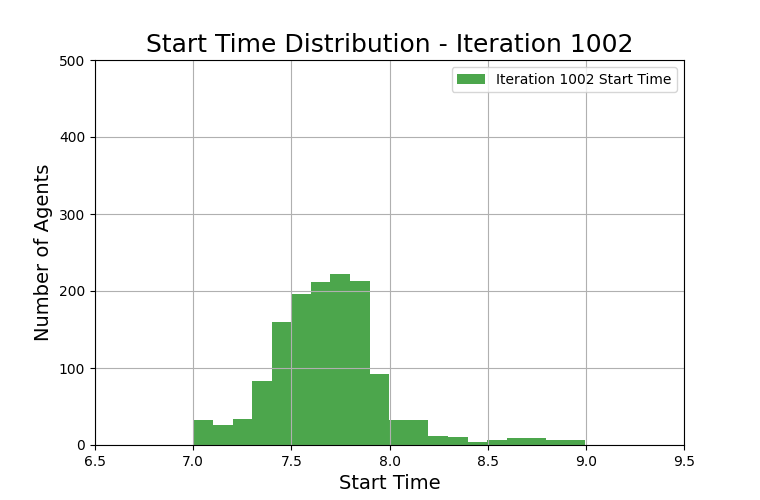 Start Time Distribution - Iteration 1002
Iteration 1002 Start Time
Number of Agents
500
400
300
200
100
0
6.5 7.0 7.5 8.0 8.5 9.0 9.5
Start Time